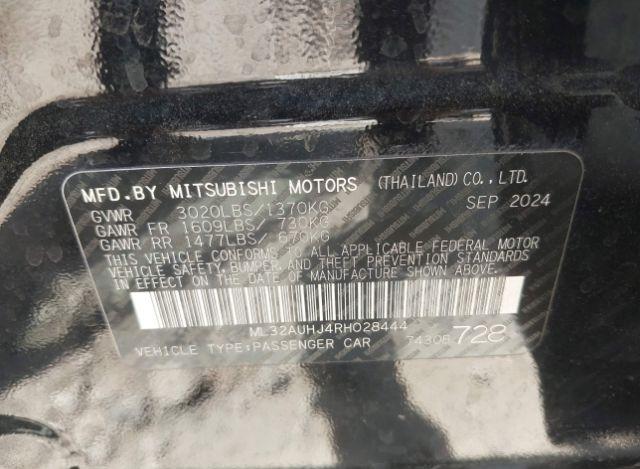 MFD.BY MITSUBISHI MOTORS (THAILAND)CO.,LTD.
GVWR 3020LBS/1370KG SEP 2024
GAWR FR 1609LBS/ 730KG
GAWR RR 1477LBS/ 670KG
THIS VEHICLE CONFORMS TO ALL APPLICABLE FEDERAL MOTOR
VEHICLE SAFETY, BUMPER AND THEFT PREVENTION STANDARDS
IN EFFECT ON THE DATE OF MANUFACTURE SHOWN ABOVE.
ML32AUHJ4RH028444
VEHICLE TYPE:PASSENGER CAR 74306 728